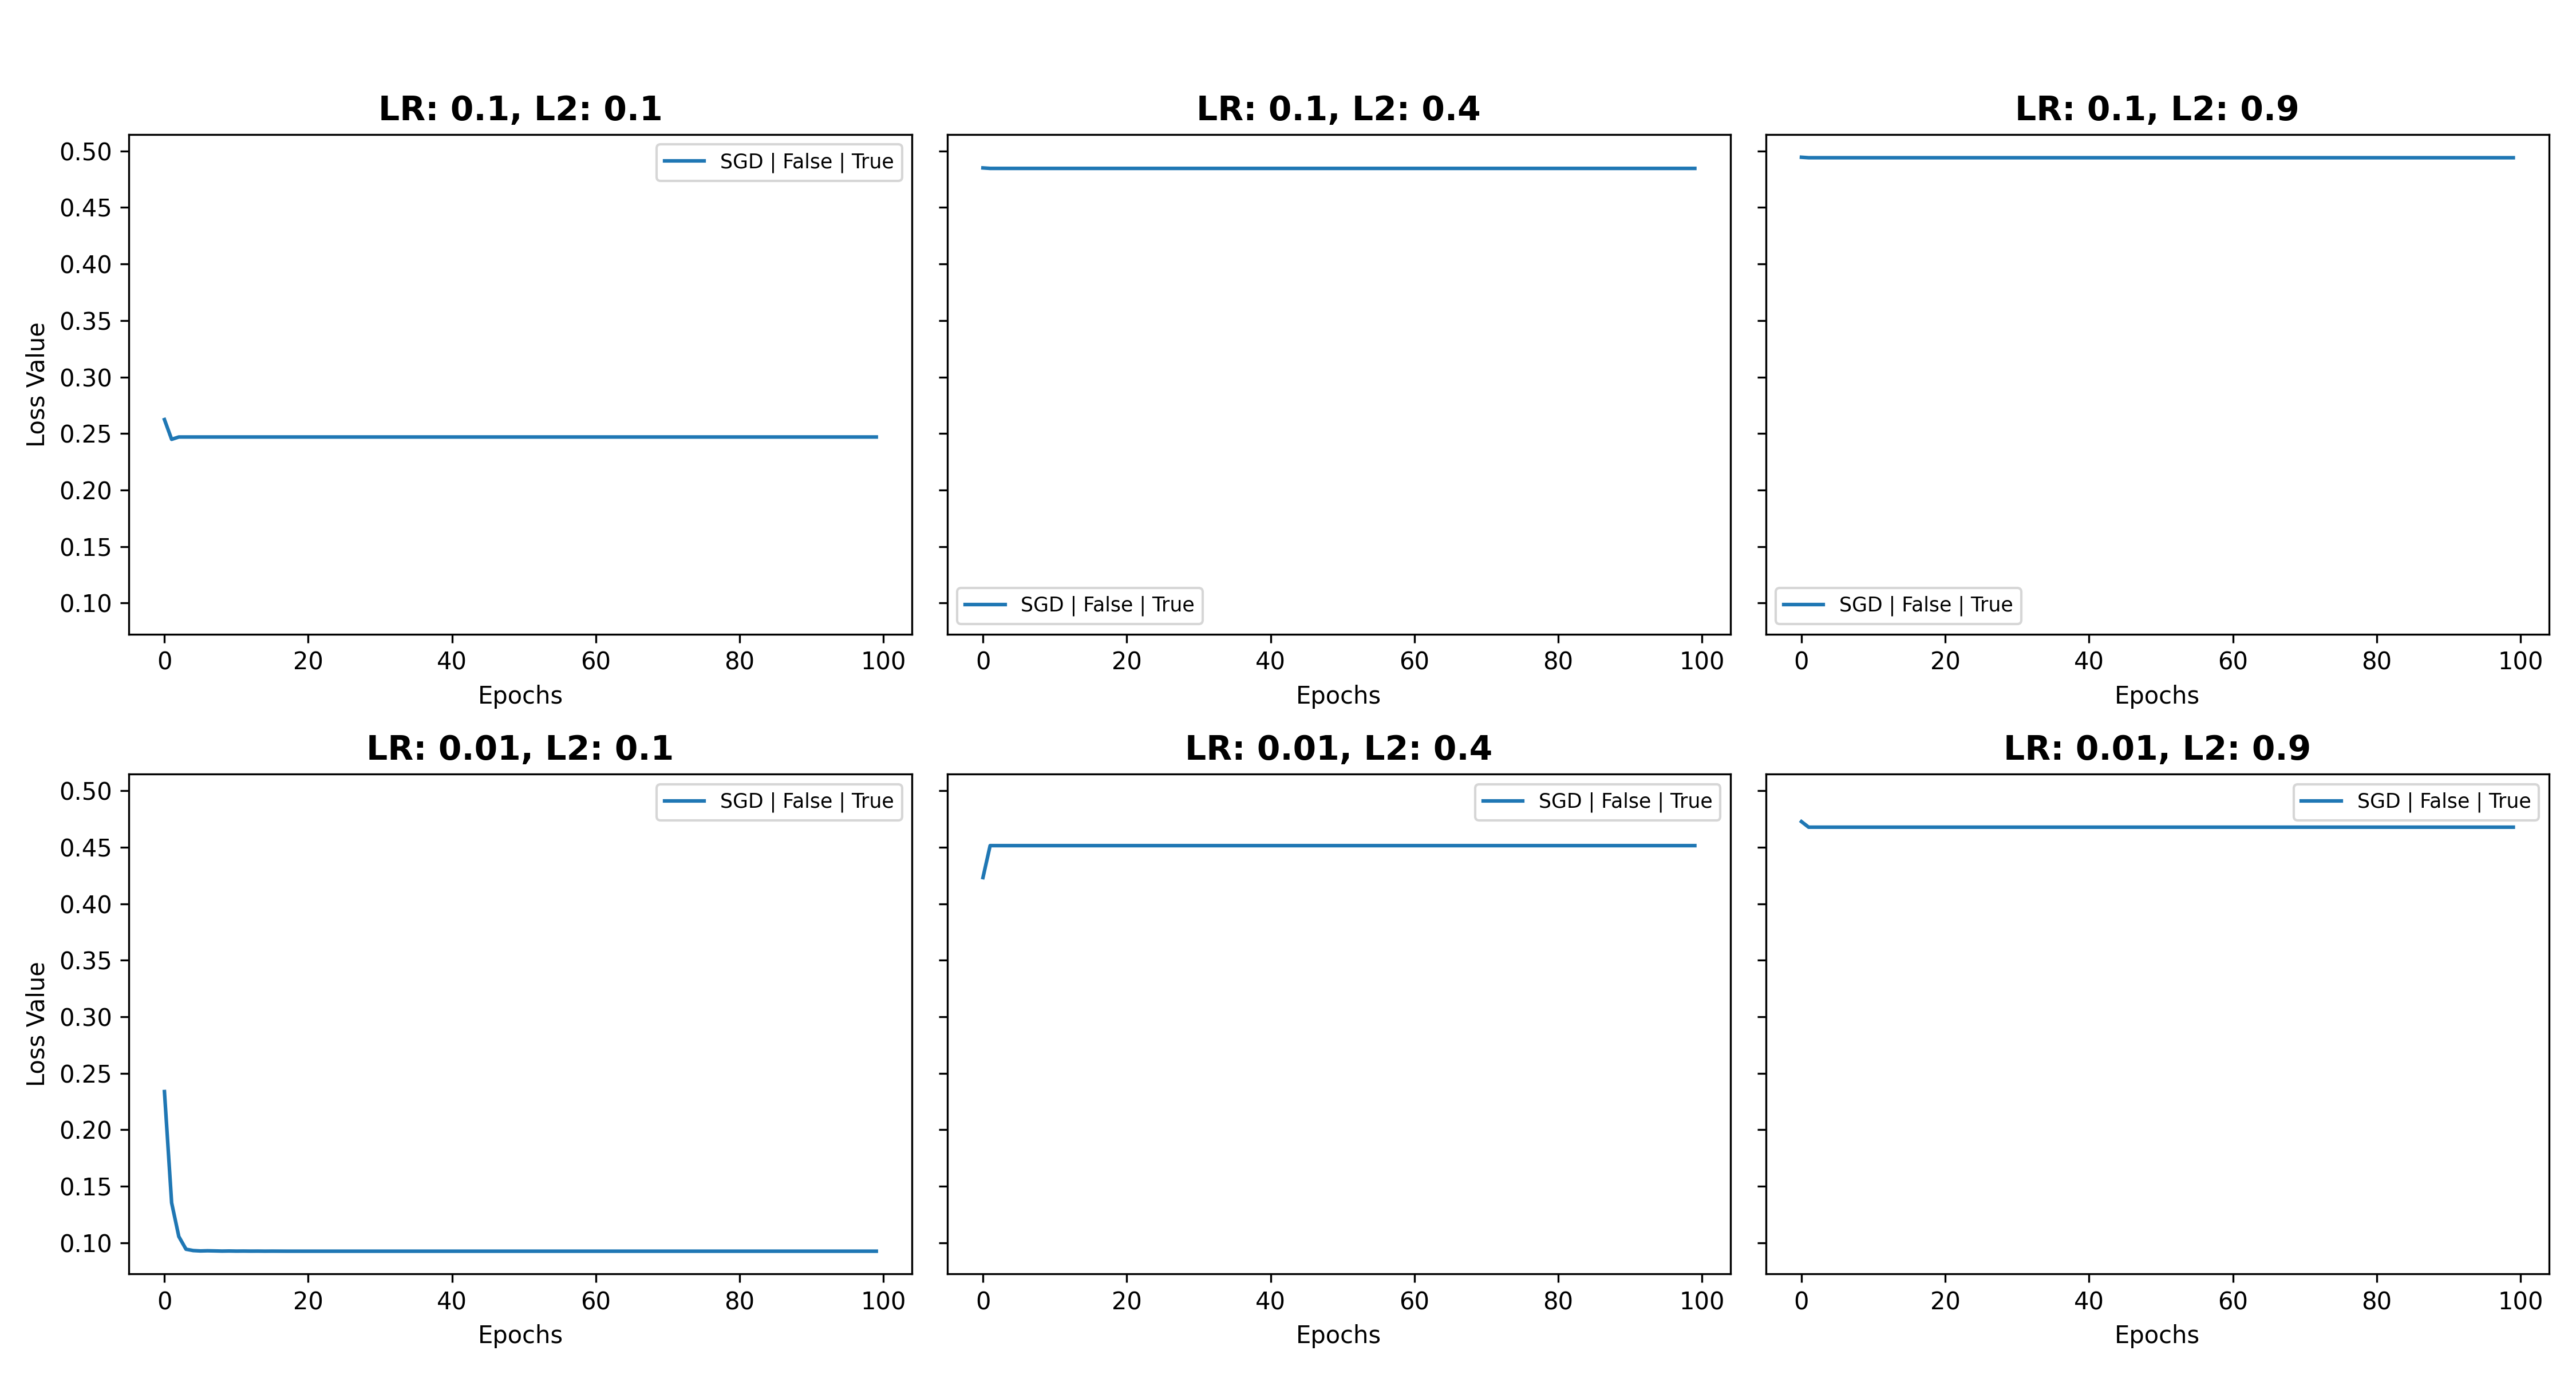 LR: 0.1, L2: 0.1
LR: 0.1, L2: 0.4
LR: 0.1, L2: 0.9
Loss Value
0.50
0.45
0.40
0.35
0.30
0.25
0.20
0.15
0.10
SGD | False | True
SGD | False | True
SGD | False | True
0 20 40 60 80 100
0 20 40 60 80 100
0 20 40 60 80 100
Epochs
Epochs
Epochs
LR: 0.01, L2: 0.1
LR: 0.01, L2: 0.4
LR: 0.01, L2: 0.9
Loss Value
0.50
0.45
0.40
0.35
0.30
0.25
0.20
0.15
0.10
SGD | False | True
SGD | False | True
SGD | False | True
0 20 40 60 80 100
0 20 40 60 80 100
0 20 40 60 80 100
Epochs
Epochs
Epochs